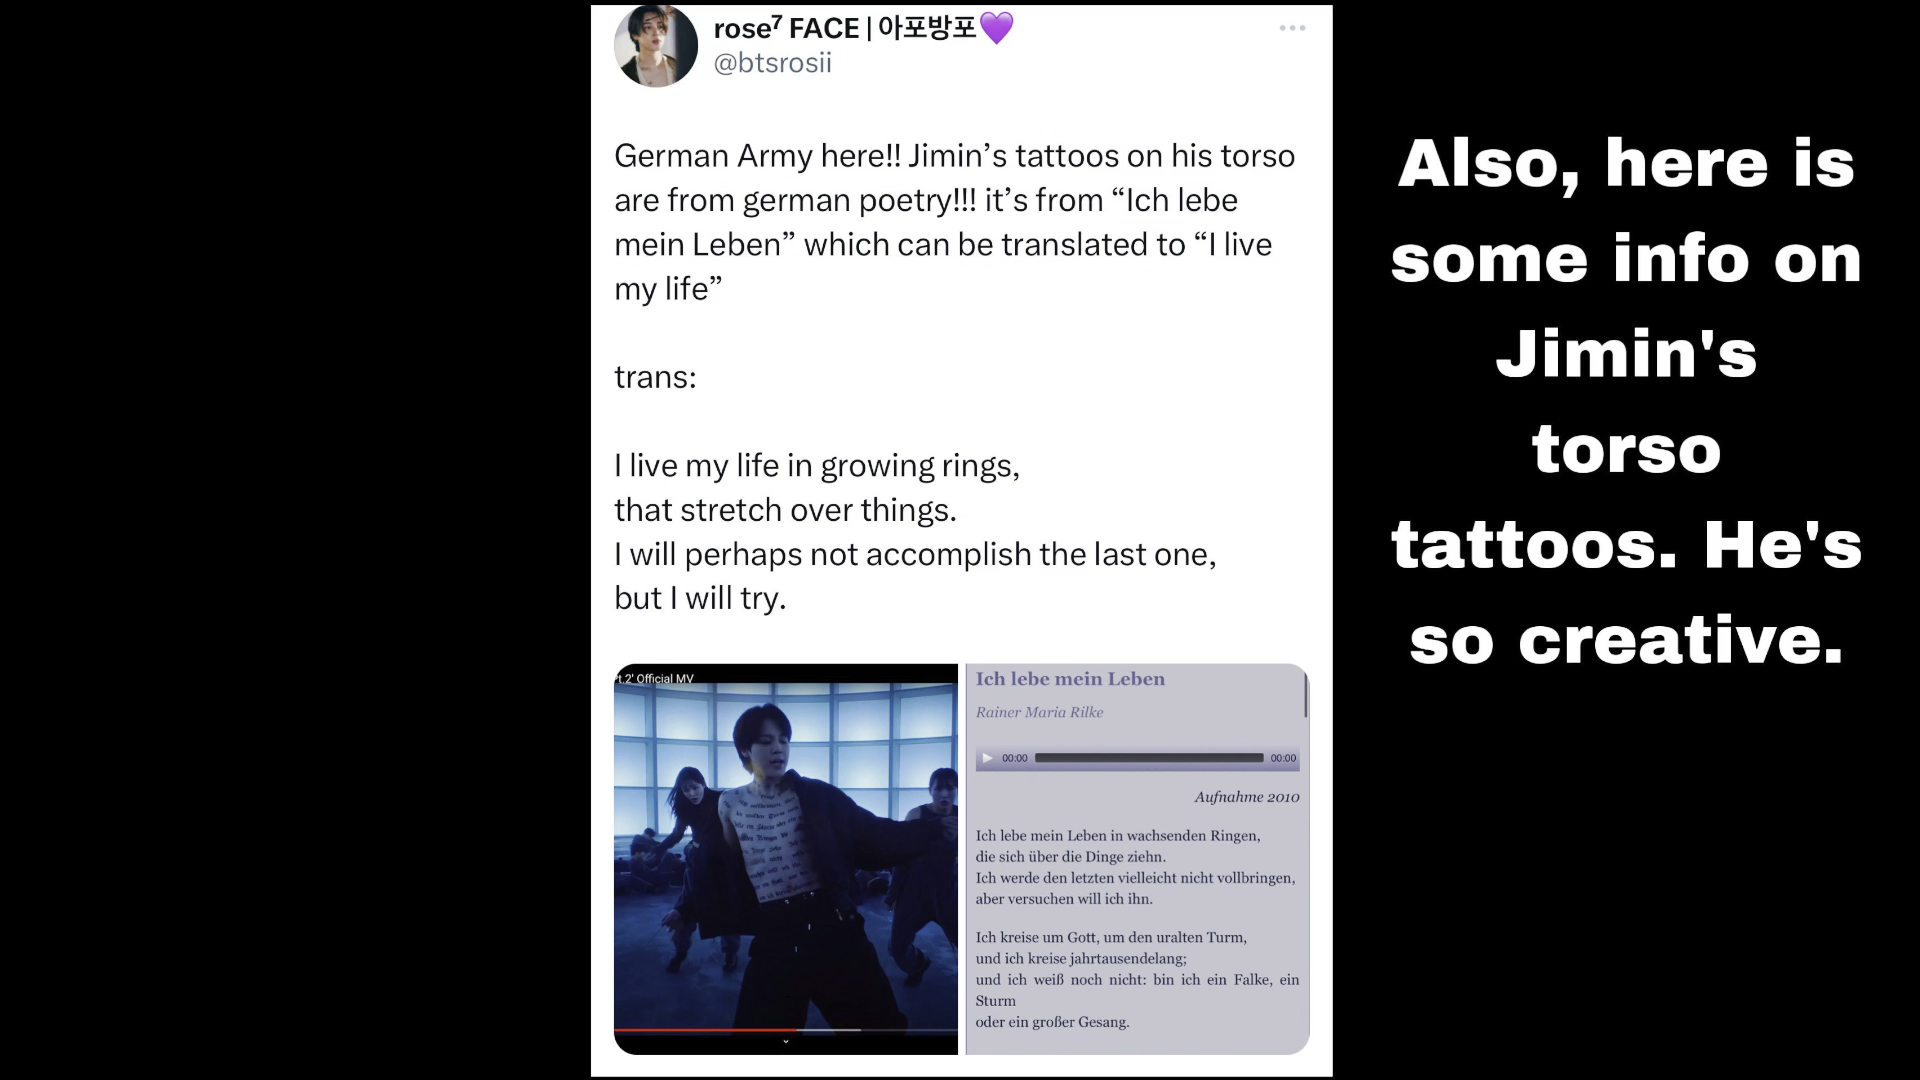 rose⁷ FACE | 아포방포💜
@btsrosii
German Army here!! Jimin’s tattoos on his torso
are from german poetry!!! it’s from “Ich lebe
mein Leben” which can be translated to “I live
my life”
trans:
I live my life in growing rings,
that stretch over things.
I will perhaps not accomplish the last one,
but I will try.
Pt.2' Official MV
Ich lebe mein Leben
Rainer Maria Rilke
00:00 00:00
Aufnahme 2010
Ich lebe mein Leben in wachsenden Ringen,
die sich über die Dinge ziehn.
Ich werde den letzten vielleicht nicht vollbringen,
aber versuchen will ich ihn.
Ich kreise um Gott, um den uralten Turm,
und ich kreise jahrtausendelang;
und ich weiß noch nicht: bin ich ein Falke, ein
Sturm
oder ein großer Gesang.
Also, here is
some info on
Jimin's
torso
tattoos. He's
so creative.